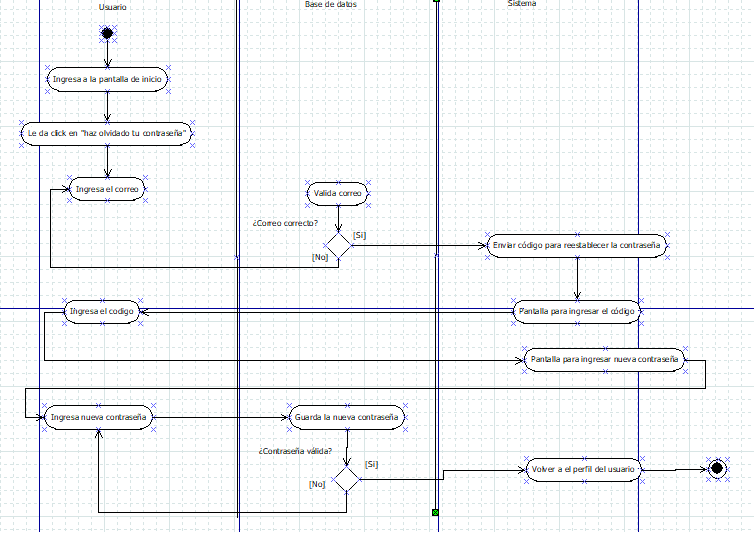 Usuario
Base de datos
Sistema
Ingresa a la pantalla de inicio
Le da click en "haz olvidado tu contraseña"
Ingresa el correo
Valida correo
¿Correo correcto?
[Si]
[No]
Enviar código para reestablecer la contraseña
Ingresa el codigo
Pantalla para ingresar el código
Pantalla para ingresar nueva contraseña
Ingresa nueva contraseña
Guarda la nueva contraseña
¿Contraseña válida?
[Si]
[No]
Volver a el perfil del usuario